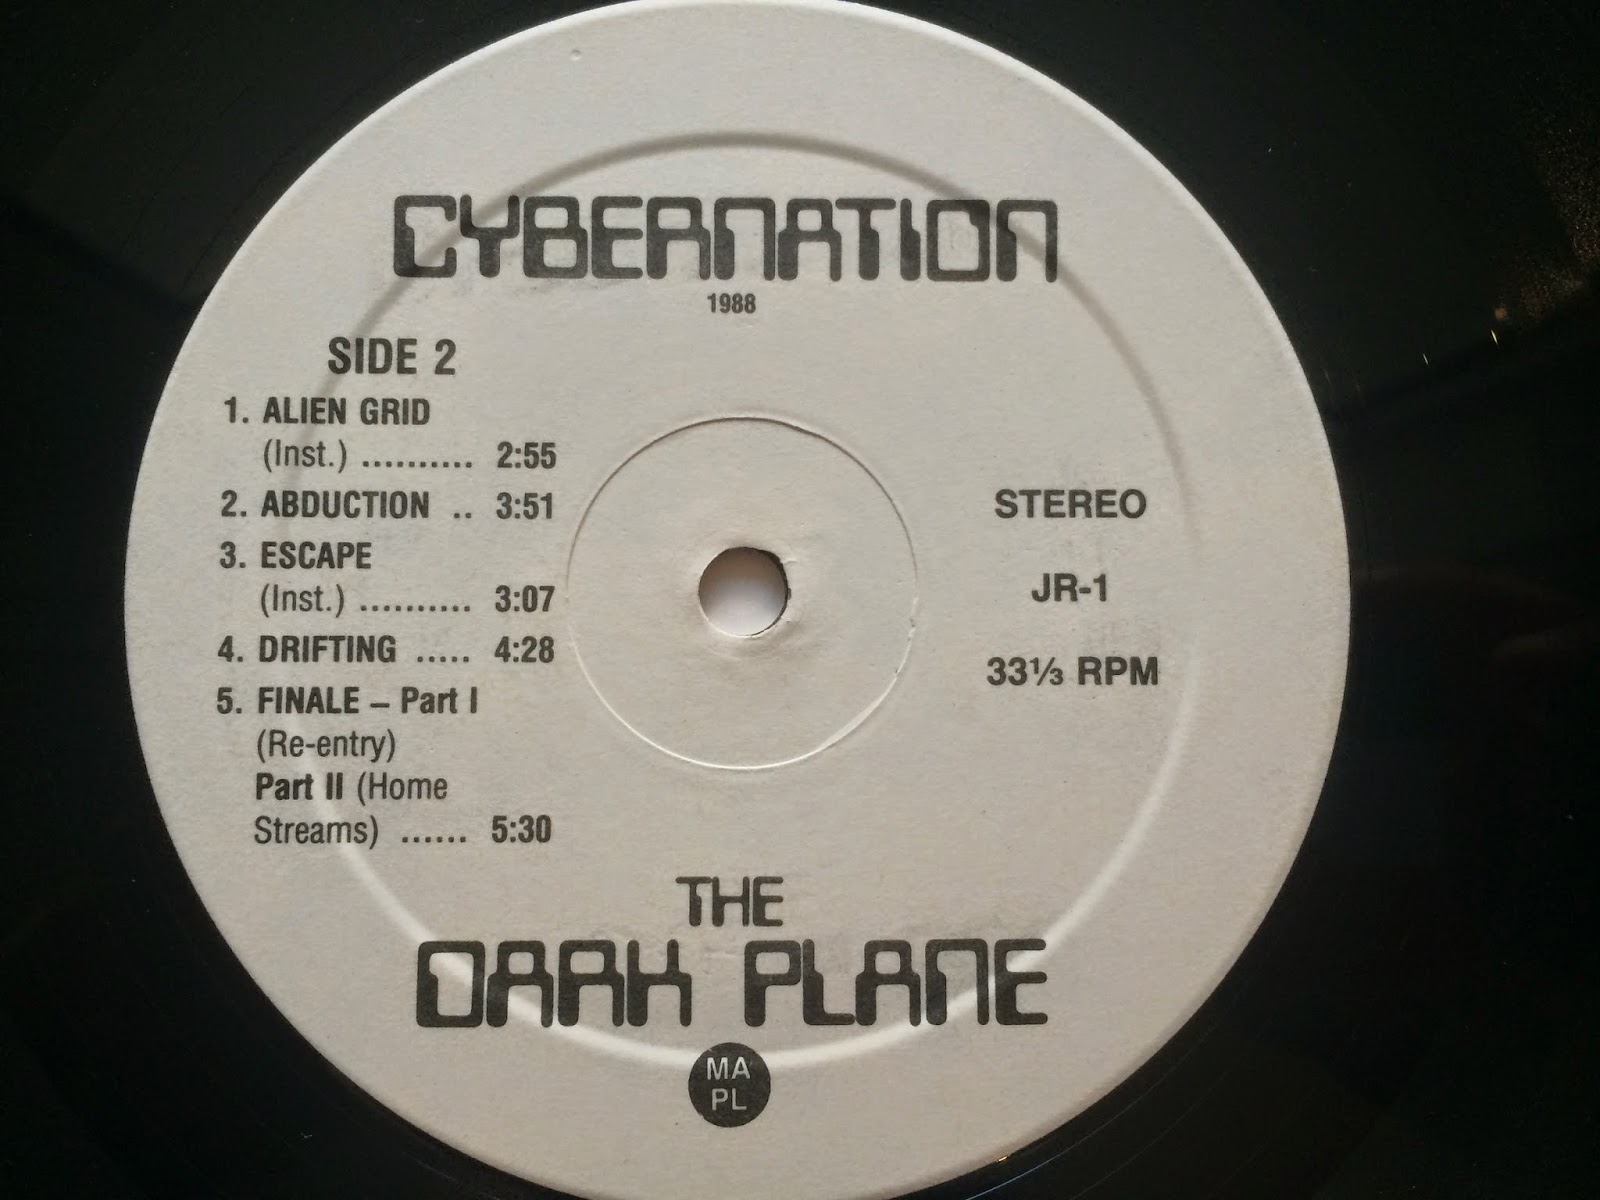 CYBERNATION
1988
SIDE 2
1. ALIEN GRID
(Inst.) .......... 2:55
2. ABDUCTION .. 3:51
3. ESCAPE
(Inst.) .......... 3:07
4. DRIFTING ..... 4:28
5. FINALE – Part I
(Re-entry)
Part II (Home
Streams) ...... 5:30
STEREO
JR-1
33⅓ RPM
THE
DARK PLANE
MA
PL